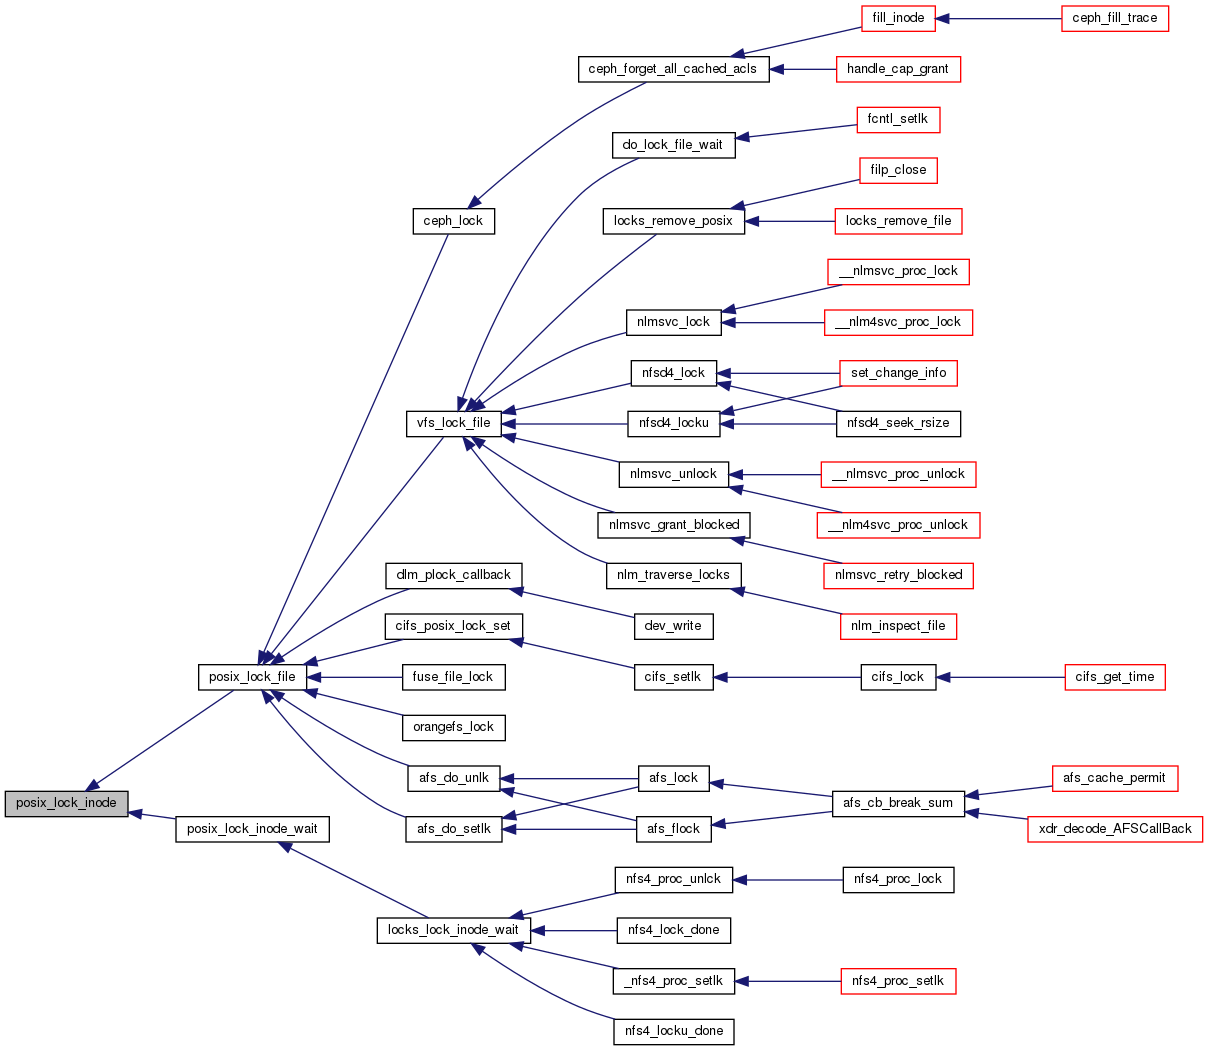 fill_inode
ceph_fill_trace
ceph_forget_all_cached_acls
handle_cap_grant
fcntl_setlk
do_lock_file_wait
filp_close
ceph_lock
locks_remove_posix
locks_remove_file
__nlmsvc_proc_lock
nlmsvc_lock
__nlm4svc_proc_lock
nfsd4_lock
set_change_info
vfs_lock_file
nfsd4_locku
nfsd4_seek_rsize
nlmsvc_unlock
__nlmsvc_proc_unlock
nlmsvc_grant_blocked
__nlm4svc_proc_unlock
dlm_plock_callback
nlm_traverse_locks
nlmsvc_retry_blocked
cifs_posix_lock_set
dev_write
nlm_inspect_file
posix_lock_file
fuse_file_lock
cifs_setlk
cifs_lock
cifs_get_time
orangefs_lock
afs_do_unlk
afs_lock
afs_cache_permit
posix_lock_inode
afs_cb_break_sum
posix_lock_inode_wait
afs_do_setlk
afs_flock
xdr_decode_AFSCallBack
nfs4_proc_unlck
nfs4_proc_lock
locks_lock_inode_wait
nfs4_lock_done
_nfs4_proc_setlk
nfs4_proc_setlk
nfs4_locku_done